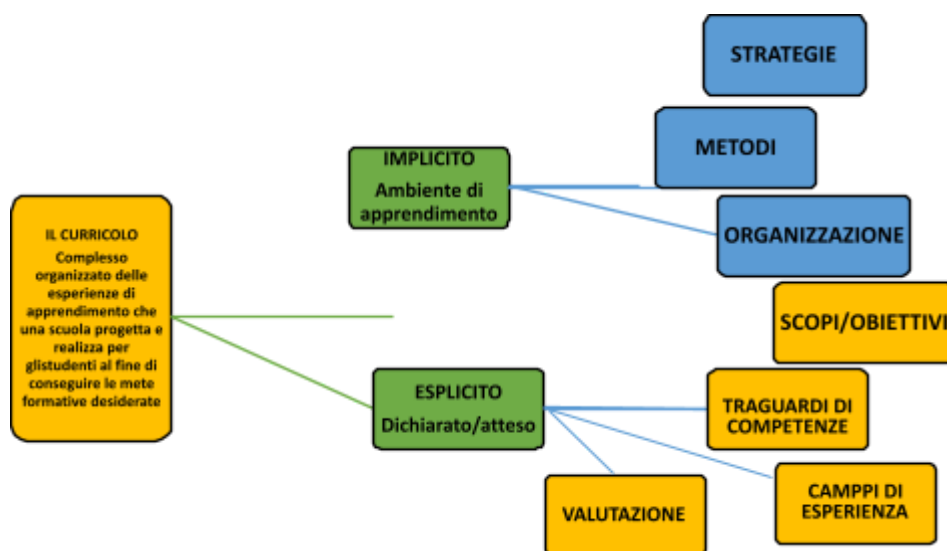 STRATEGIE
METODI
ORGANIZZAZIONE
IMPLICITO
Ambiente di
apprendimento
IL CURRICOLO
Complesso
organizzato delle
esperienze di
apprendimento che
una scuola progetta e
realizza per
glistudenti al fine di
conseguire le mete
formative desiderate
SCOPI/OBIETTIVI
ESPLICITO
Dichiarato/atteso
TRAGUARDI DI
COMPETENZE
CAMPPI DI
ESPERIENZA
VALUTAZIONE